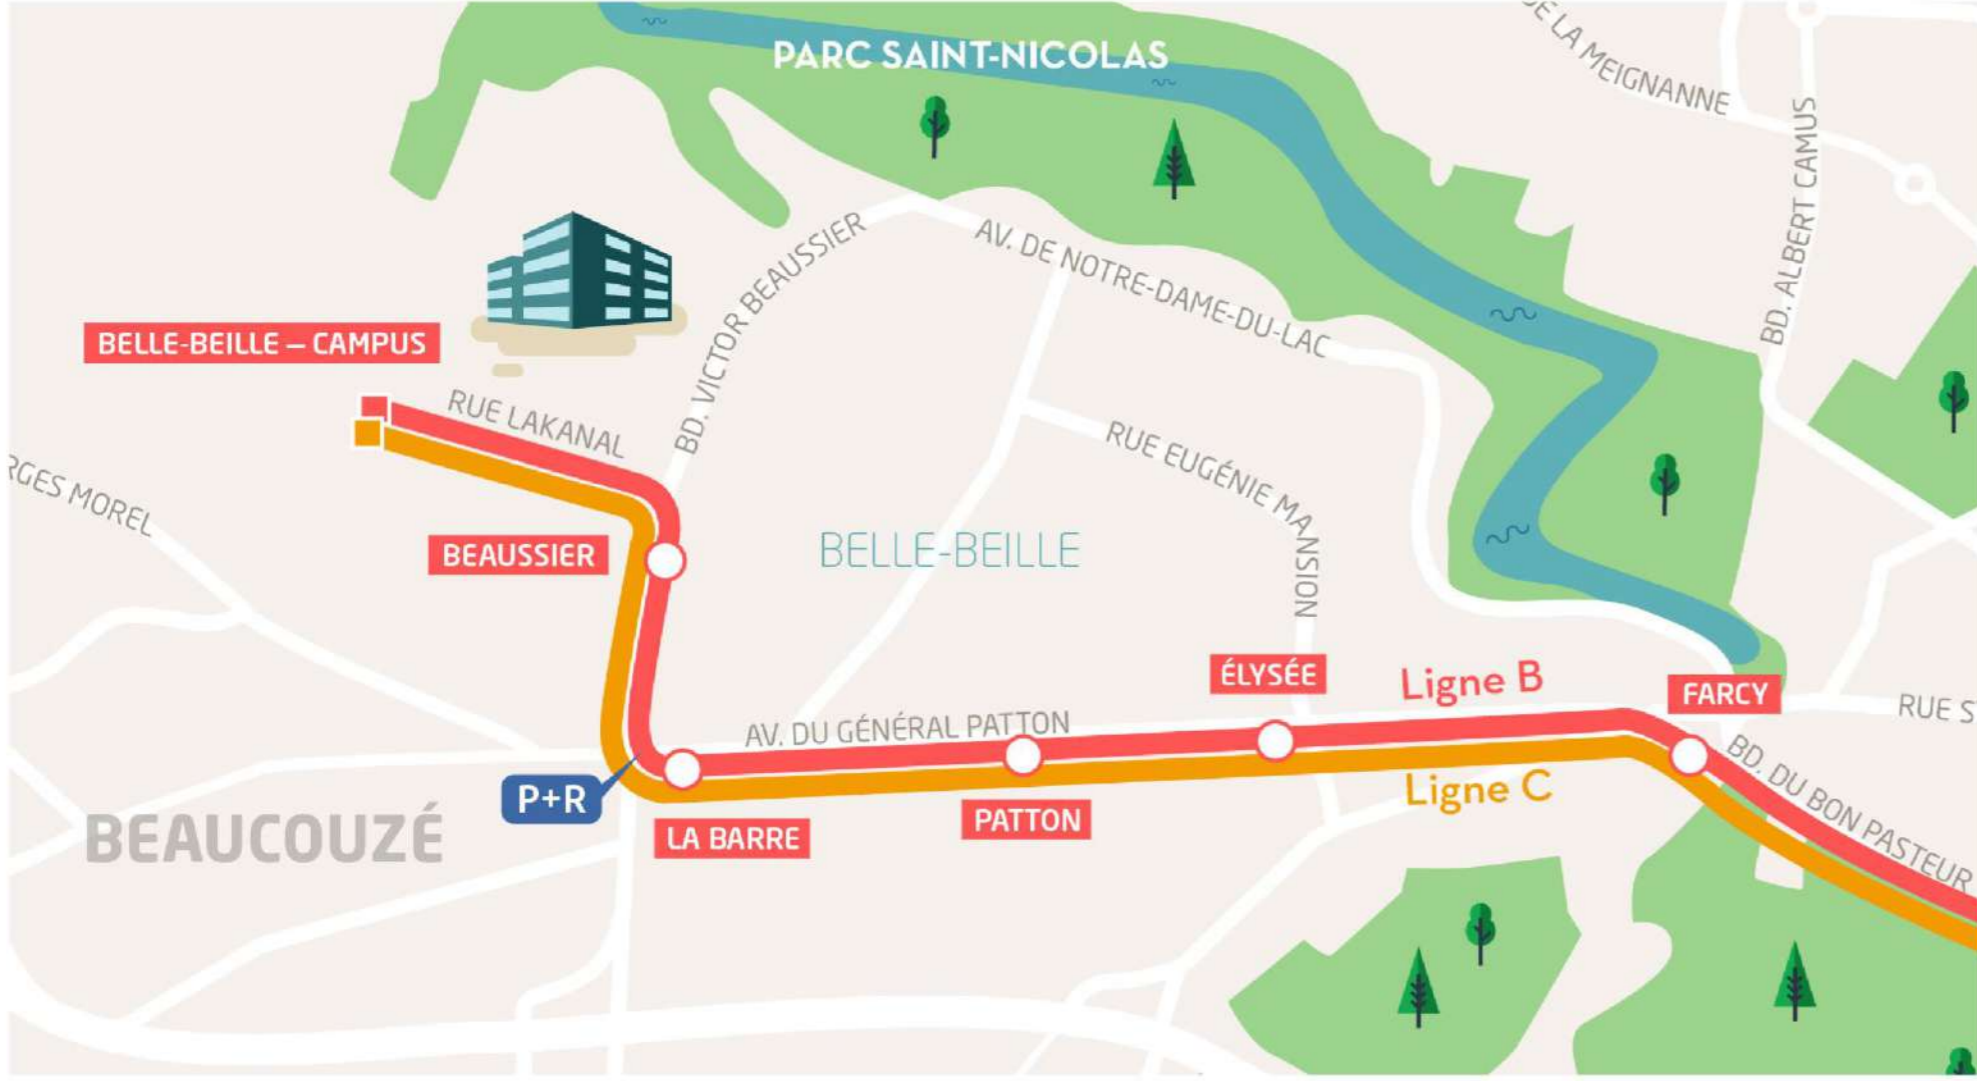 DE LA MEIGNANNE
PARC SAINT-NICOLAS
BD. ALBERT CAMUS
AV. DE NOTRE-DAME-DU-LAC
BD. VICTOR BEAUSSIER
BELLE-BEILLE – CAMPUS
RUE LAKANAL
RUE EUGÉNIE MANSION
RGES MOREL
BEAUSSIER
BELLE-BEILLE
ÉLYSÉE
Ligne B
FARCY
RUE S
AV. DU GÉNÉRAL PATTON
BD. DU BON PASTEUR
P+R
Ligne C
BEAUCOUZÉ
LA BARRE
PATTON